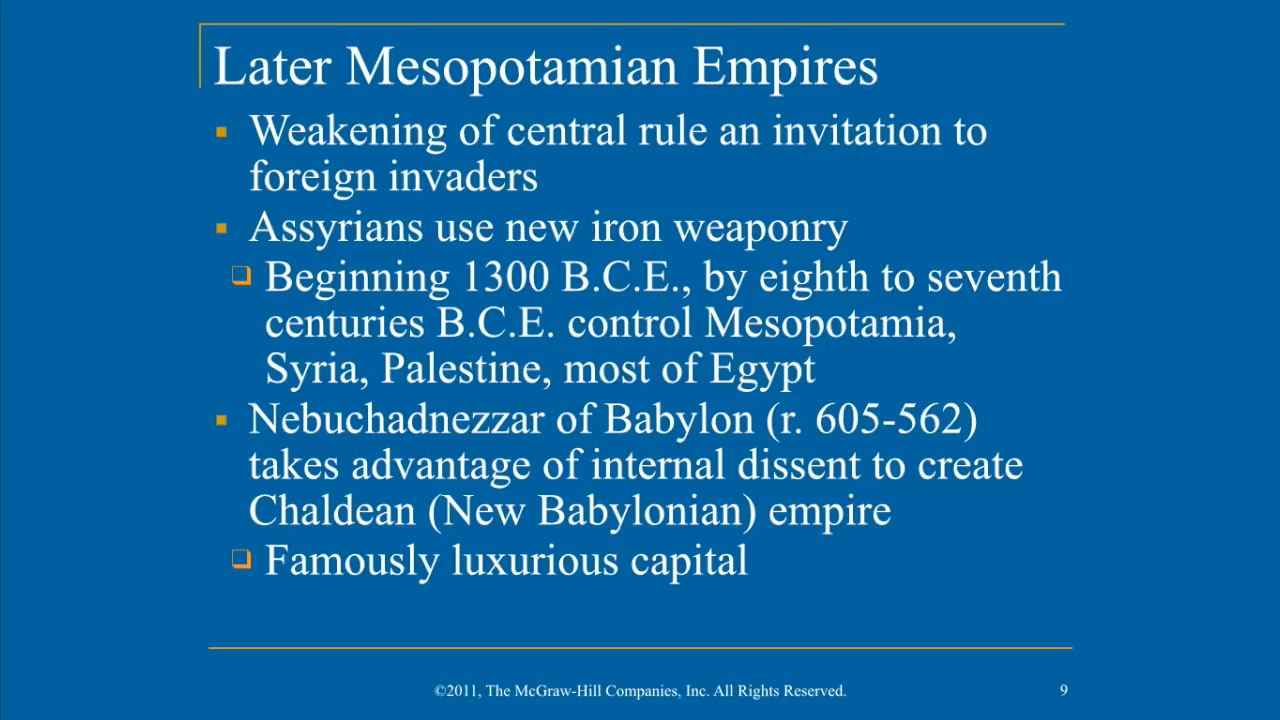 Later Mesopotamian Empires
Weakening of central rule an invitation to
foreign invaders
Assyrians use new iron weaponry
Beginning 1300 B.C.E., by eighth to seventh
centuries B.C.E. control Mesopotamia,
Syria, Palestine, most of Egypt
Nebuchadnezzar of Babylon (r. 605-562)
takes advantage of internal dissent to create
Chaldean (New Babylonian) empire
Famously luxurious capital
©2011, The McGraw-Hill Companies, Inc. All Rights Reserved.
9